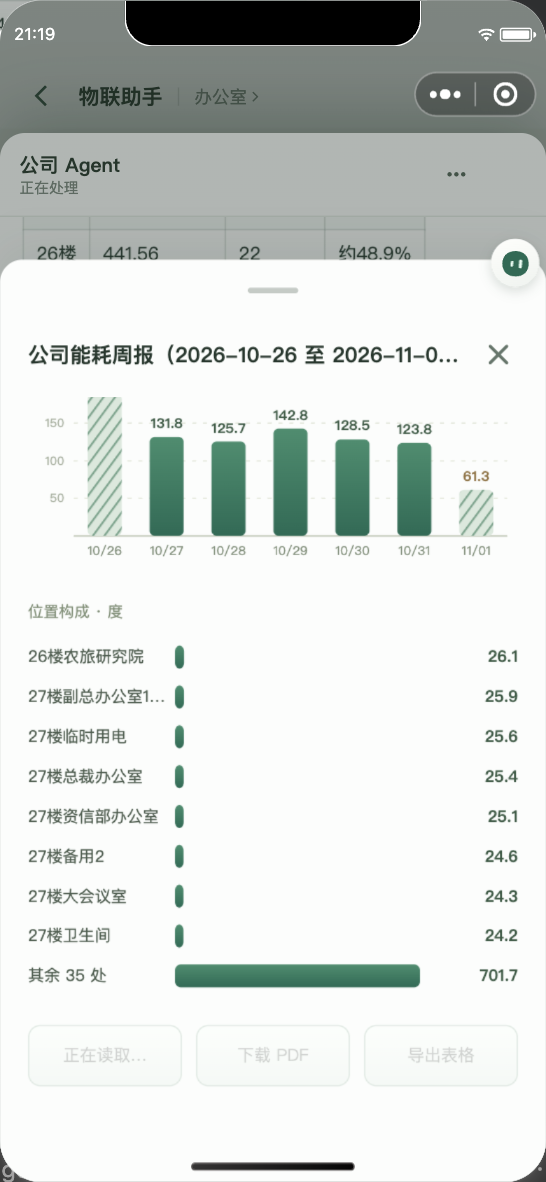 21:19
物联助手 办公室
公司 Agent
正在处理
26楼 441.56 22 约48.9%
公司能耗周报（2026-10-26 至 2026-11-0...
150 131.8 125.7 142.8 128.5 123.8
100
50 61.3
10/26 10/27 10/28 10/29 10/30 10/31 11/01
位置构成 · 度
26楼农旅研究院 26.1
27楼副总办公室1... 25.9
27楼临时用电 25.6
27楼总裁办公室 25.4
27楼资信部办公室 25.1
27楼备用2 24.6
27楼大会议室 24.3
27楼卫生间 24.2
其余 35 处 701.7
正在读取... 下载 PDF 导出表格